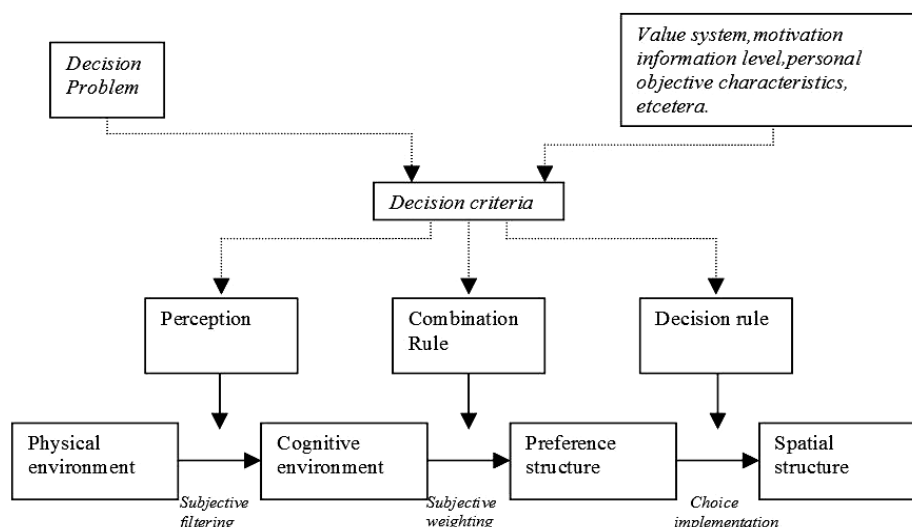 Decision
Problem
Value system,motivation
information level,personal
objective characteristics,
etcetera.
Decision criteria
Perception
Combination
Rule
Decision rule
Physical
environment
Cognitive
environment
Preference
structure
Spatial
structure
Subjective
filtering
Subjective
weighting
Choice
implementation